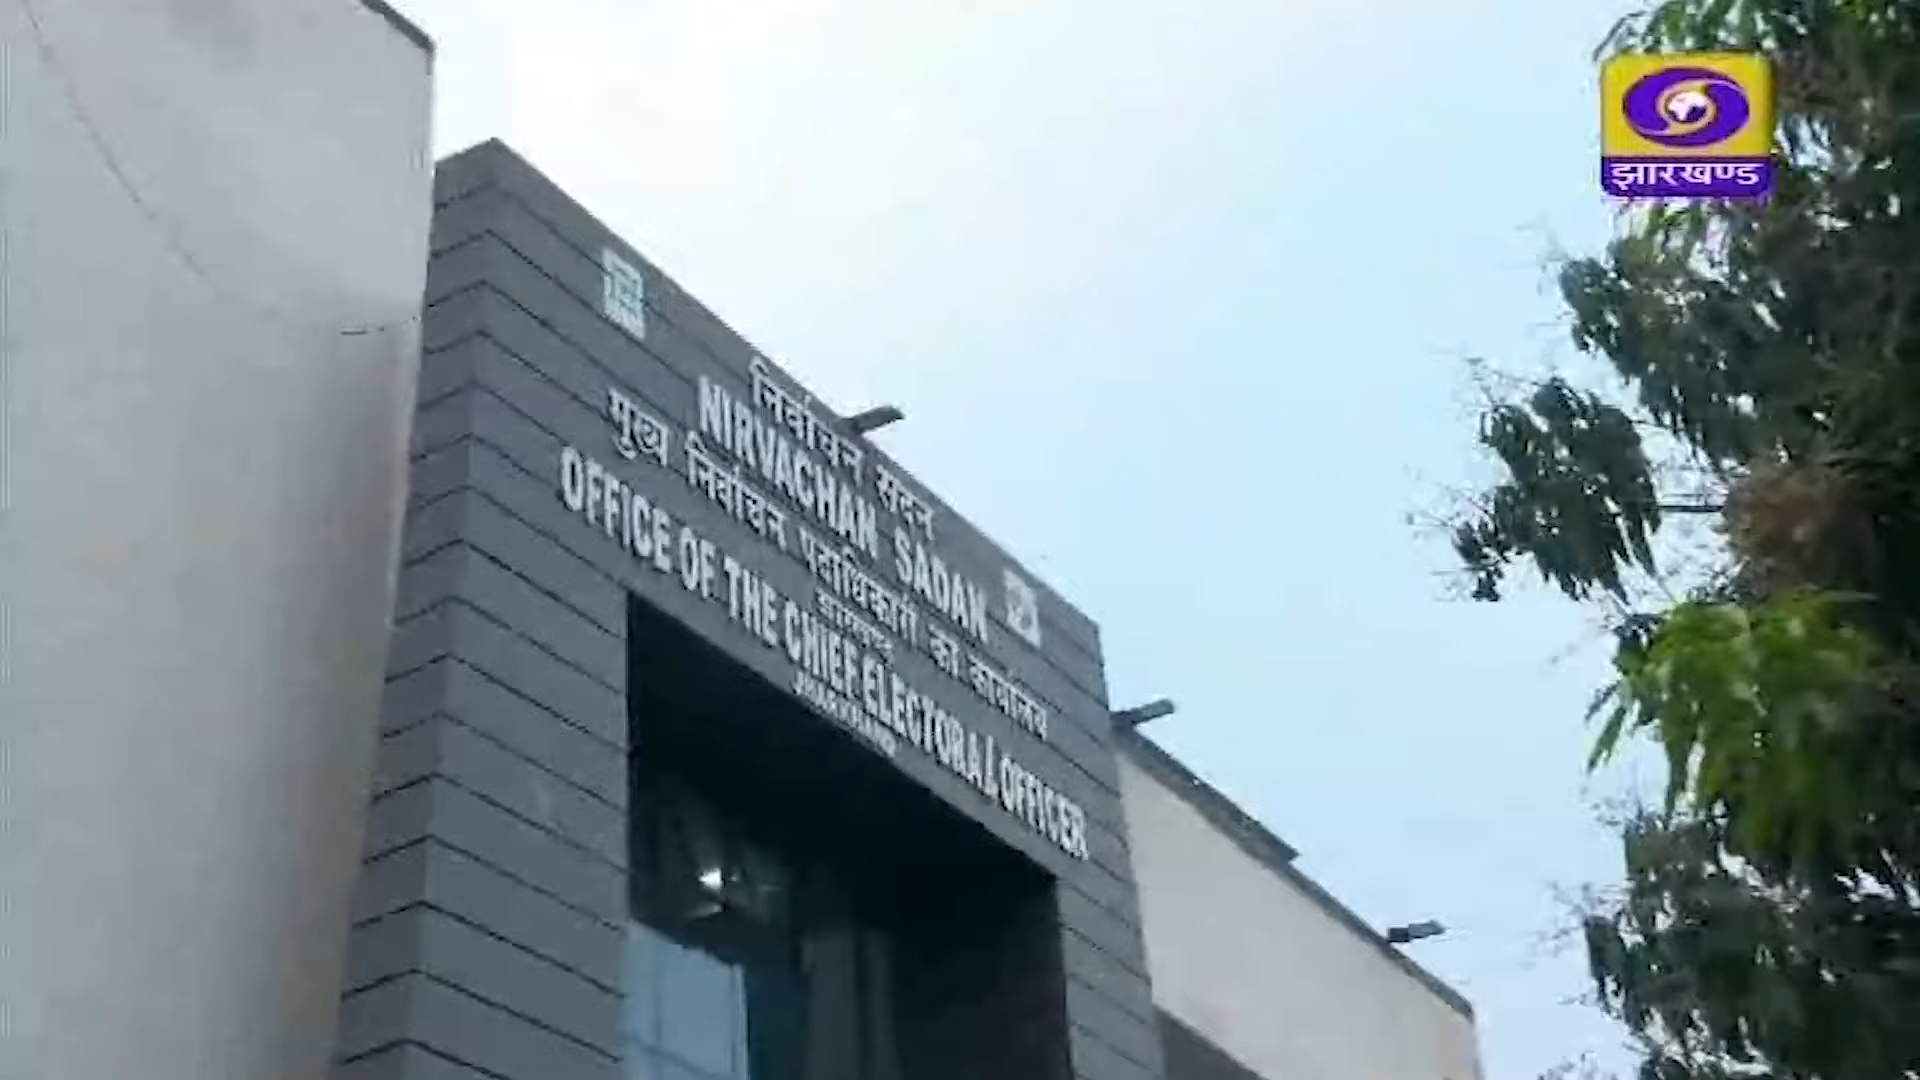 झारखण्ड
निर्वाचन सदन
NIRVACHAN SADAN
मुख्य निर्वाचन पदाधिकारी का कार्यालय
झारखण्ड
OFFICE OF THE CHIEF ELECTORAL OFFICER
JHARKHAND